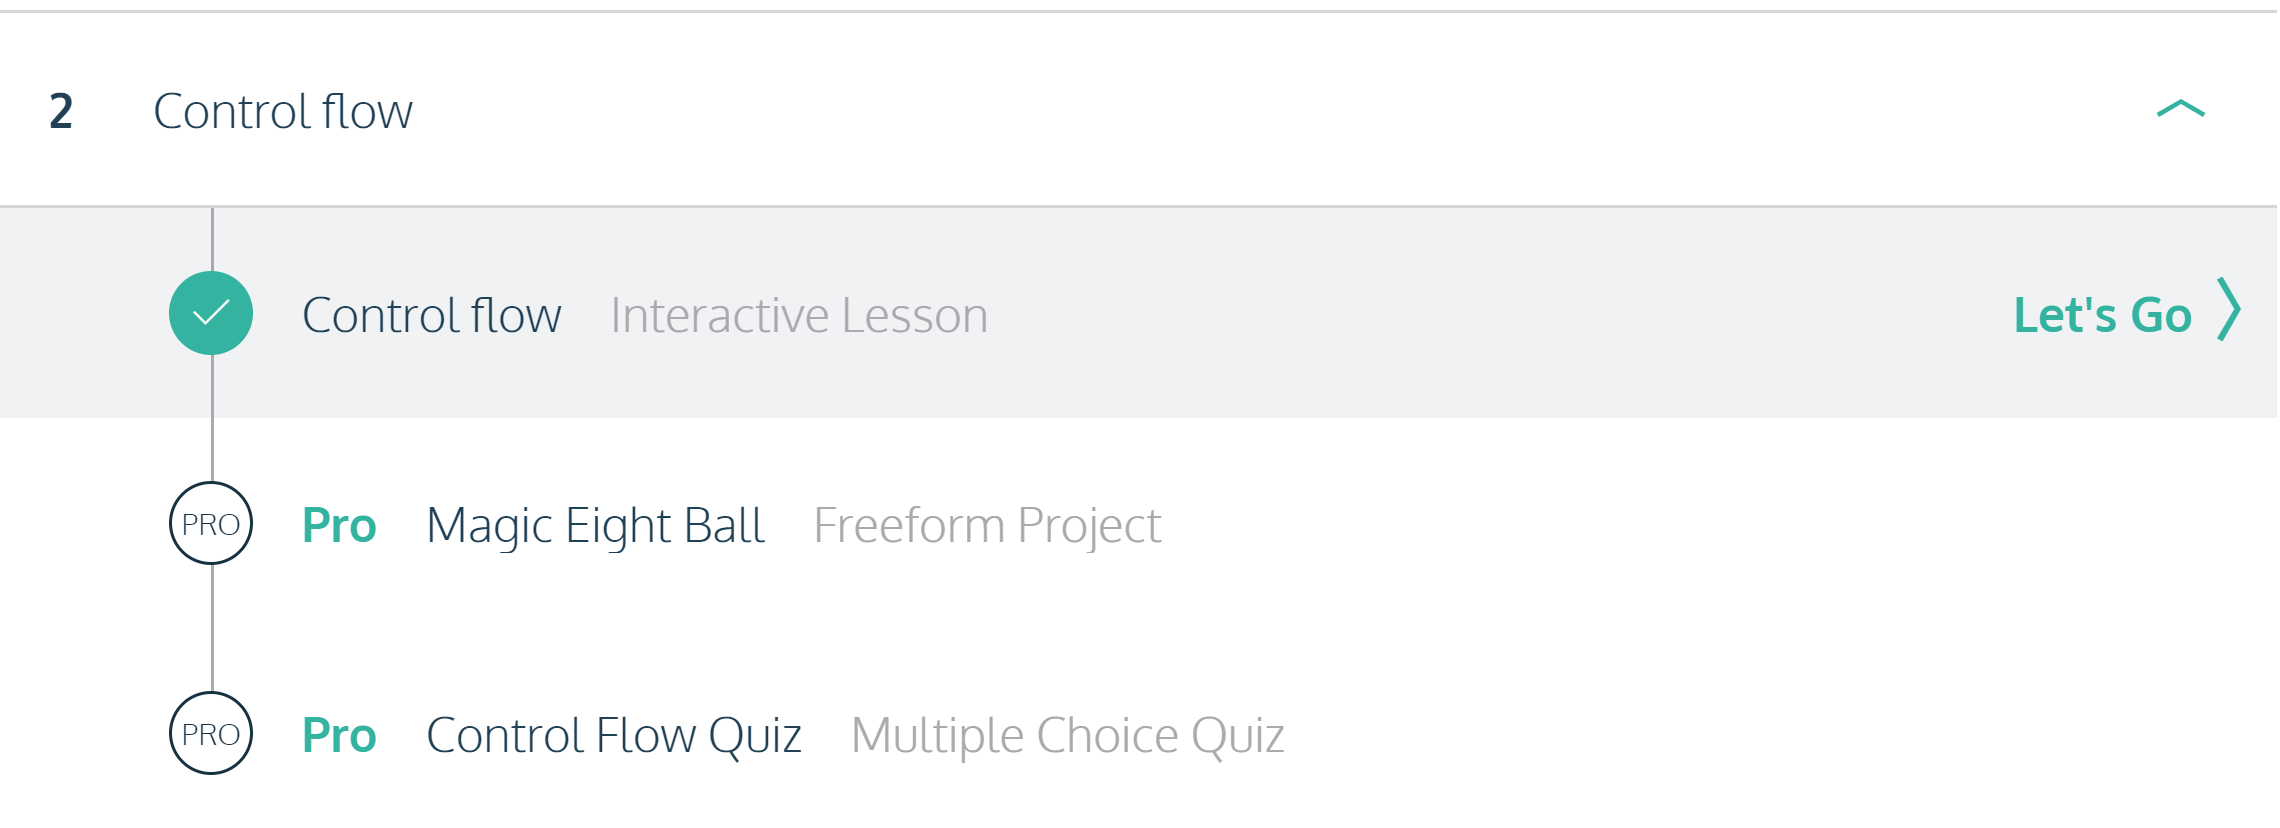 2 Control flow
Control flow Interactive Lesson Let's Go
PRO Pro Magic Eight Ball Freeform Project
PRO Pro Control Flow Quiz Multiple Choice Quiz